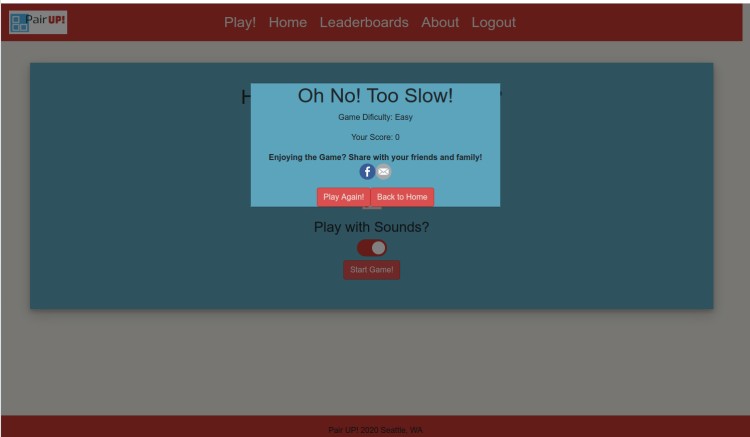 Pair UP!
Play! Home Leaderboards About Logout
Oh No! Too Slow!
Game Dificulty: Easy
Your Score: 0
Enjoying the Game? Share with your friends and family!
f
Play Again! Back to Home
Play with Sounds?
Start Game!
Pair UP! 2020 Seattle, WA